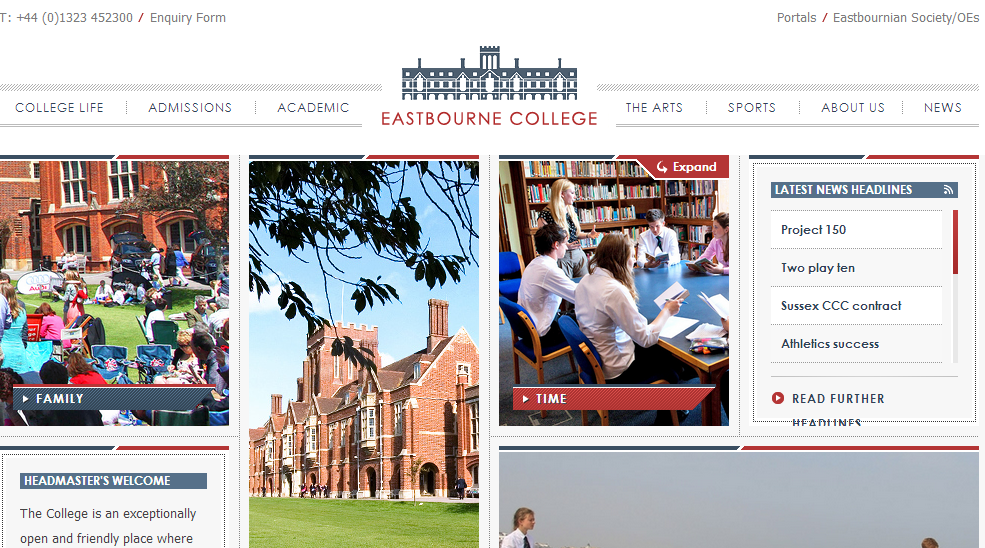 T: +44 (0)1323 452300 / Enquiry Form
Portals / Eastbournian Society/OEs
COLLEGE LIFE
ADMISSIONS
ACADEMIC
EASTBOURNE COLLEGE
THE ARTS
SPORTS
ABOUT US
NEWS
FAMILY
Audi
Expand
TIME
LATEST NEWS HEADLINES
Project 150
Two play ten
Sussex CCC contract
Athletics success
READ FURTHER
HEADLINES
HEADMASTER'S WELCOME
The College is an exceptionally
open and friendly place where